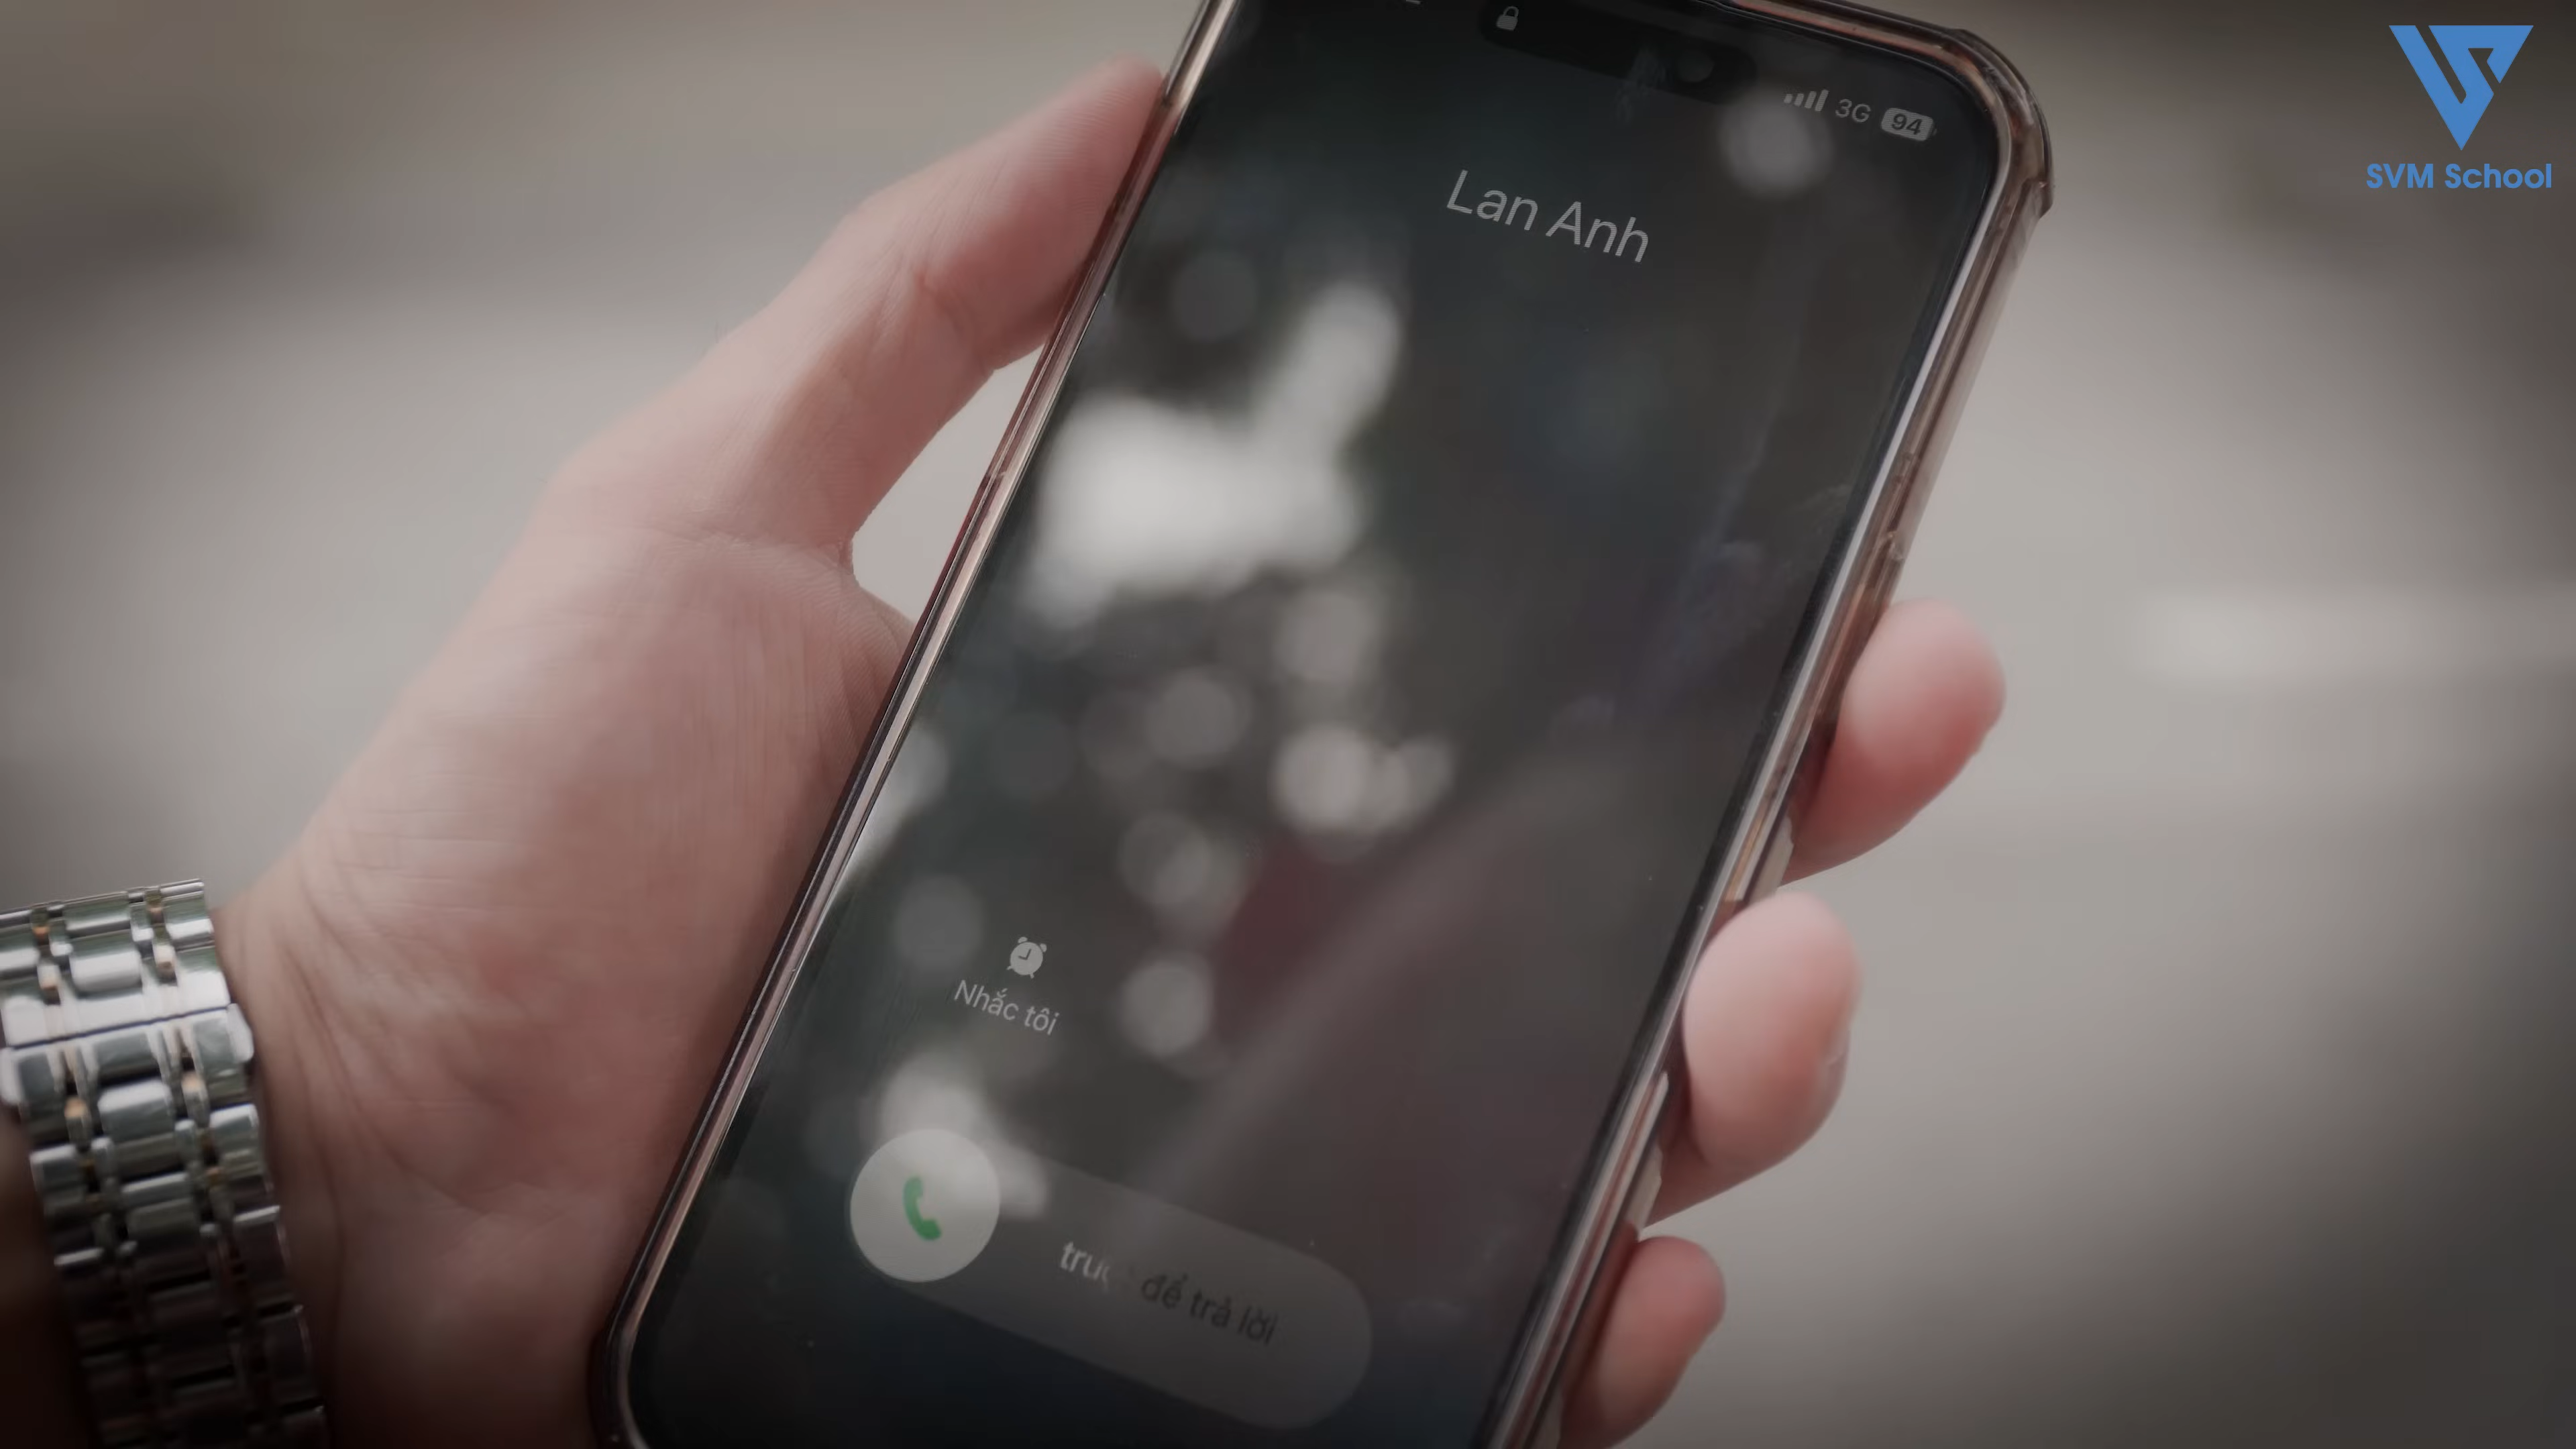 SVM School
3G 94
Lan Anh
Nhắc tôi
để trả lời